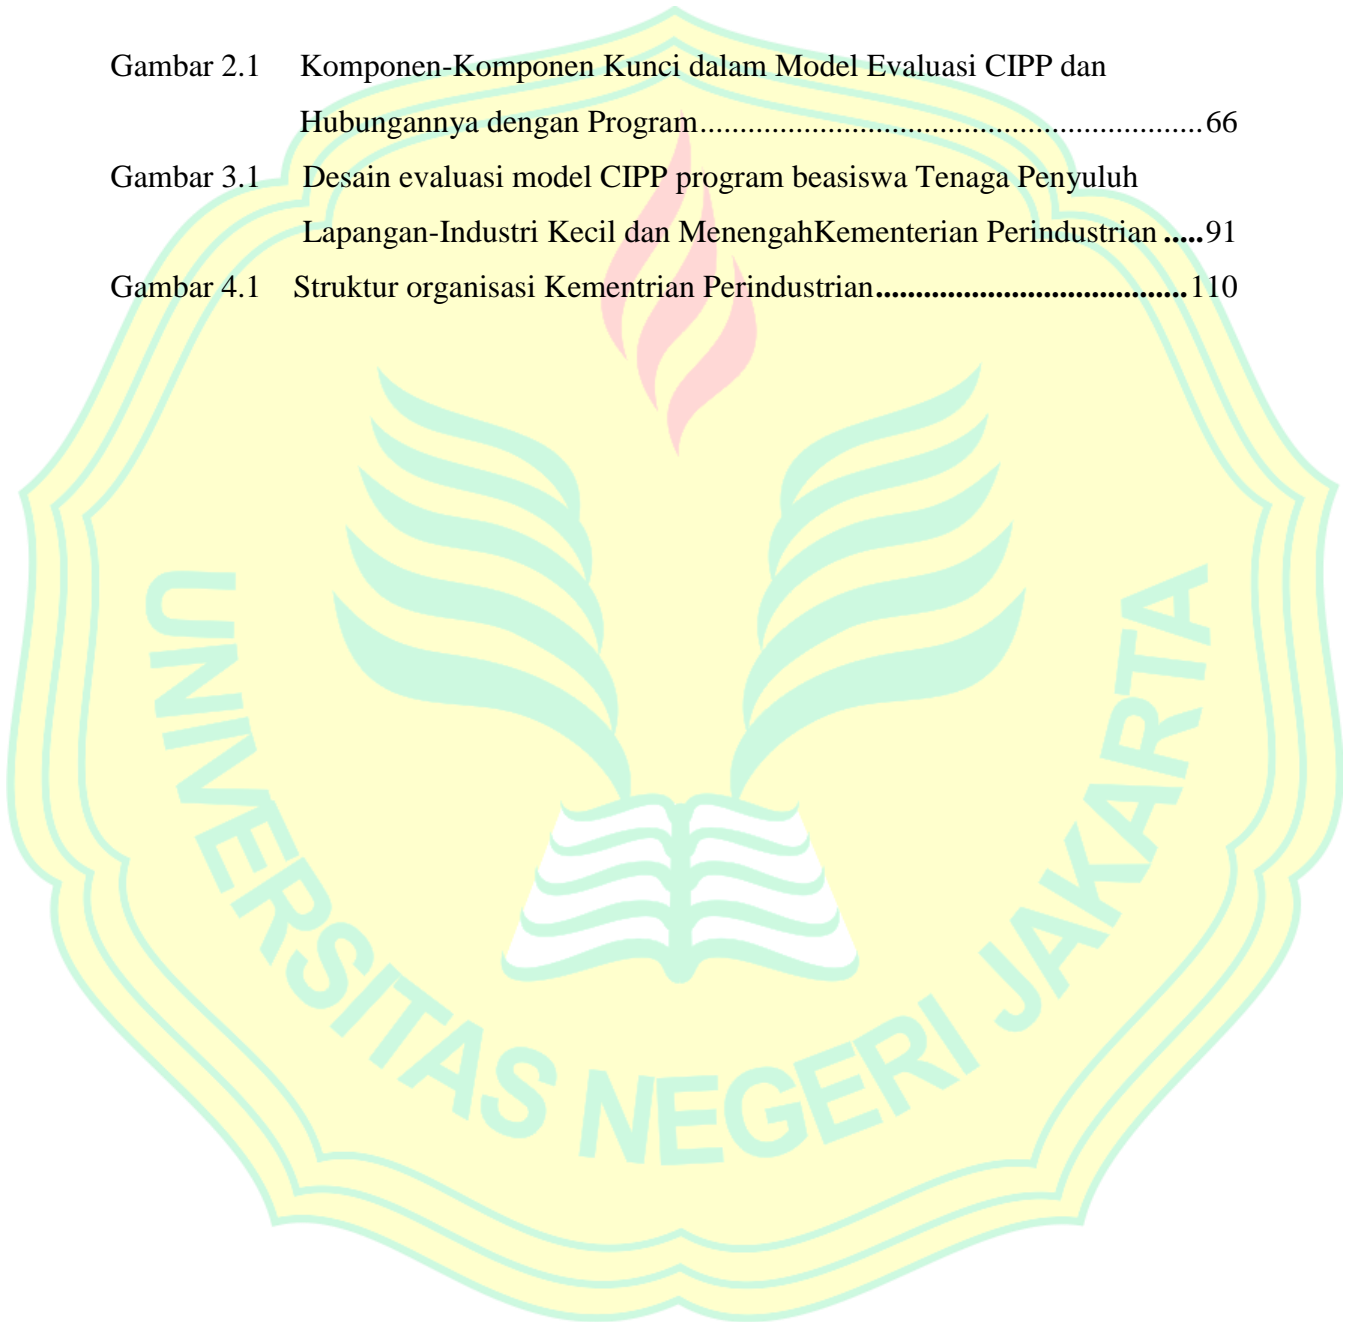 Gambar 2.1 Komponen-Komponen Kunci dalam Model Evaluasi CIPP dan
Hubungannya dengan Program................................................................66
Gambar 3.1 Desain evaluasi model CIPP program beasiswa Tenaga Penyuluh
Lapangan-Industri Kecil dan MenengahKementerian Perindustrian .....91
Gambar 4.1 Struktur organisasi Kementrian Perindustrian.......................................110
UNIVERSITAS NEGERI JAKARTA